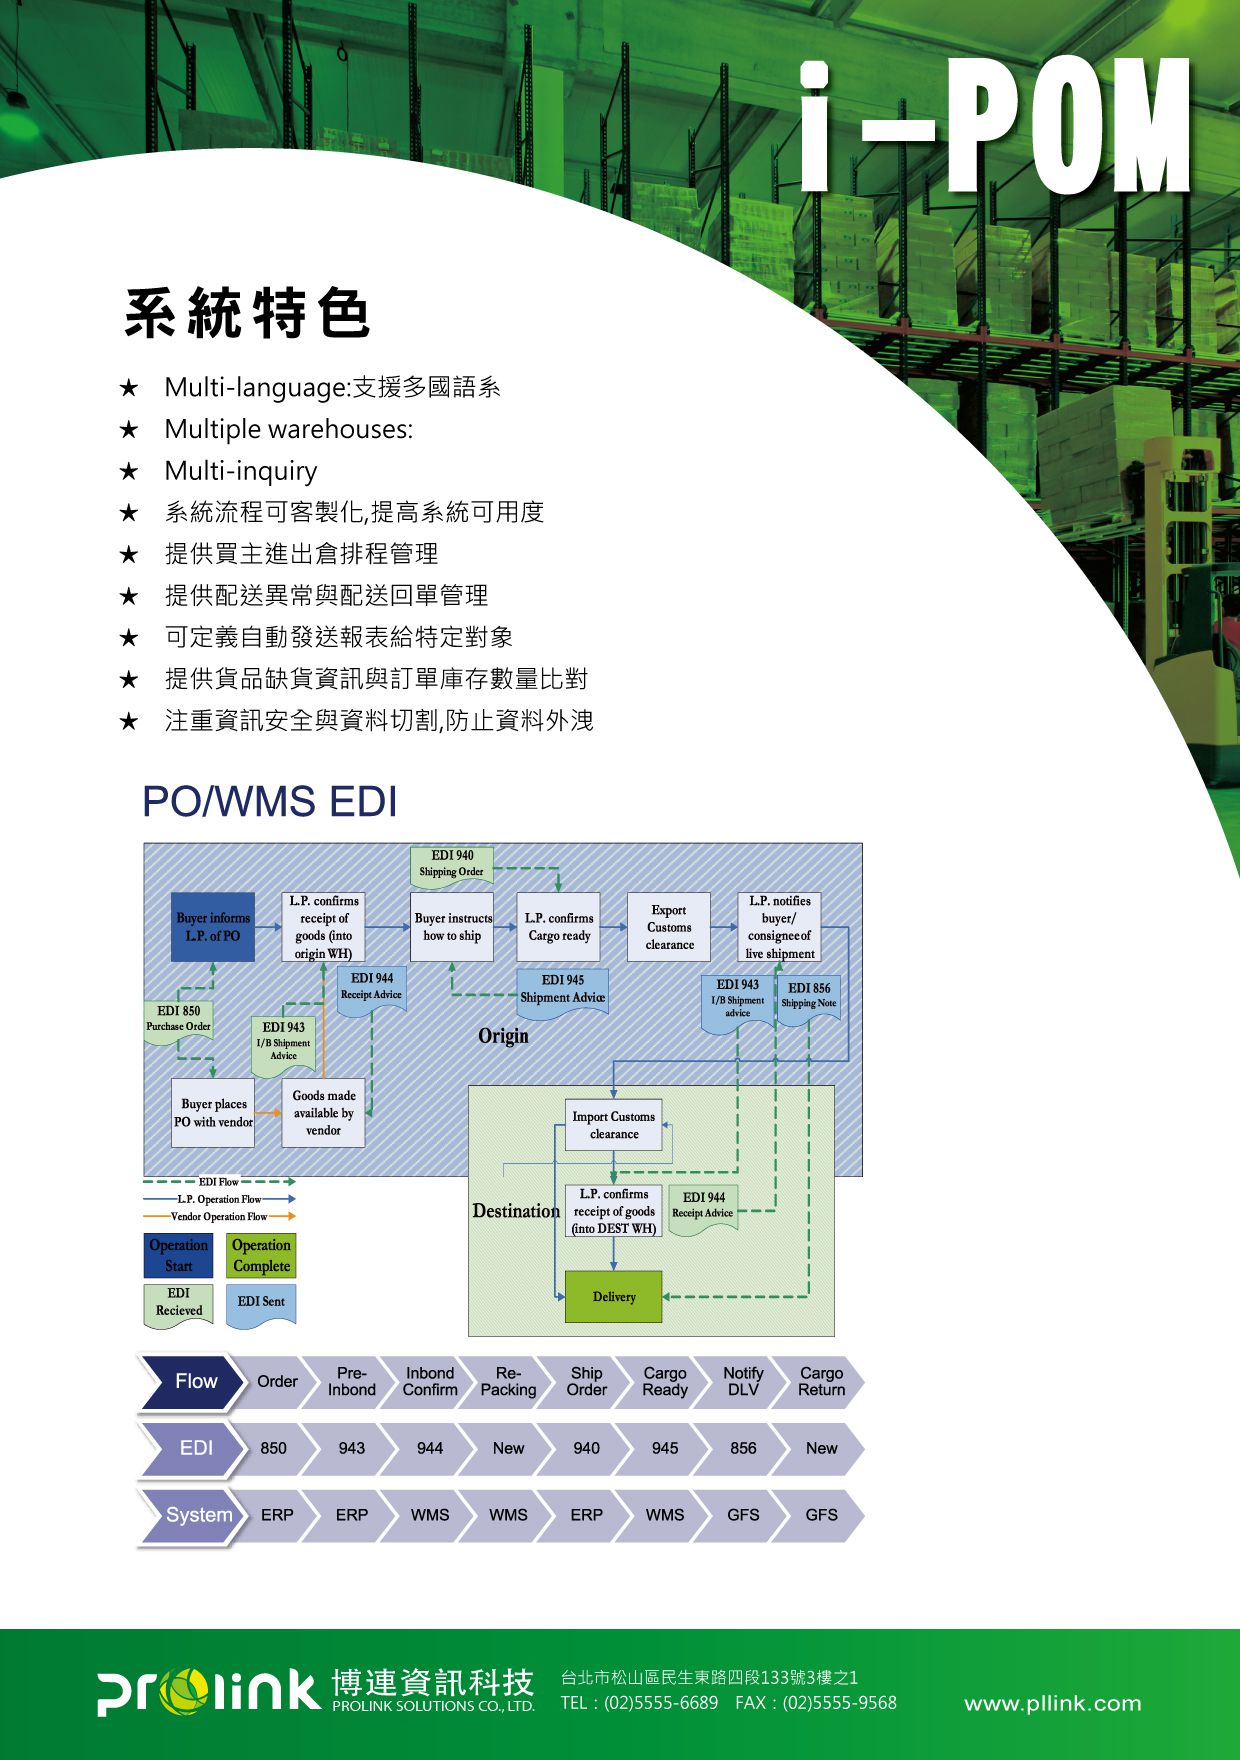 i-POM
系統特色
★ Multi-language:支援多國語系
★ Multiple warehouses:
★ Multi-inquiry
★ 系統流程可客製化,提高系統可用度
★ 提供買主進出倉排程管理
★ 提供配送異常與配送回單管理
★ 可定義自動發送報表給特定對象
★ 提供貨品缺貨資訊與訂單庫存數量比對
★ 注重資訊安全與資料切割,防止資料外洩
PO/WMS EDI
EDI 940
Shipping Order
Buyer informs
L.P. of PO
L.P. confirms
receipt of
goods (into
origin WH)
Buyer instructs
how to ship
L.P. confirms
Cargo ready
Export
Customs
clearance
L.P. notifies
buyer/
consignee of
live shipment
EDI 850
Purchase Order
EDI 943
I/B Shipment
Advice
EDI 944
Receipt Advice
EDI 945
Shipment Advice
EDI 943
I/B Shipment
advice
EDI 856
Shipping Note
Origin
Buyer places
PO with vendor
Goods made
available by
vendor
Import Customs
clearance
Destination
L.P. confirms
receipt of goods
(into DEST WH)
EDI 944
Receipt Advice
Delivery
EDI Flow
L.P. Operation Flow
Vendor Operation Flow
Operation
Start
Operation
Complete
EDI
Recieved
EDI Sent
Flow Order Pre-Inbond Inbond Confirm Re-Packing Ship Order Cargo Ready Notify DLV Cargo Return
EDI 850 943 944 New 940 945 856 New
System ERP ERP WMS WMS ERP WMS GFS GFS
prolink 博連資訊科技
PROLINK SOLUTIONS CO., LTD.
台北市松山區民生東路四段133號3樓之1
TEL : (02)5555-6689 FAX : (02)5555-9568
www.pllink.com